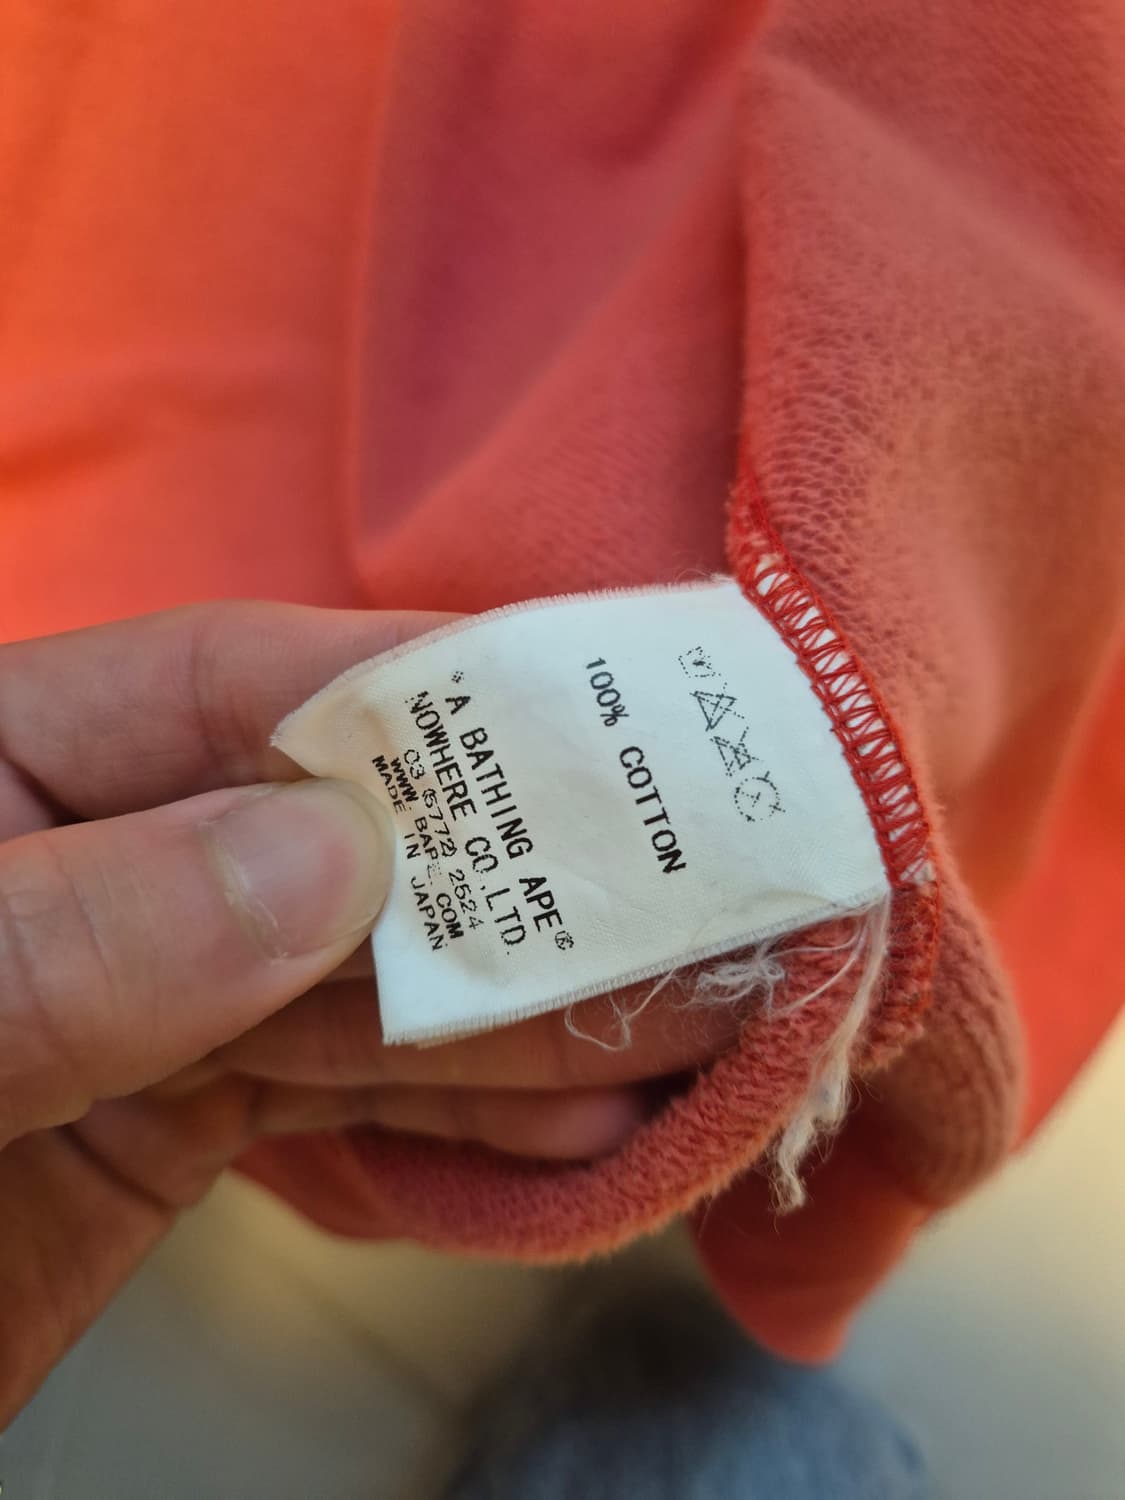 100% COTTON
* A BATHING APE®
NOWHERE CO.,LTD.
03 (5772) 2524
WWW.BAPE.COM
MADE IN JAPAN